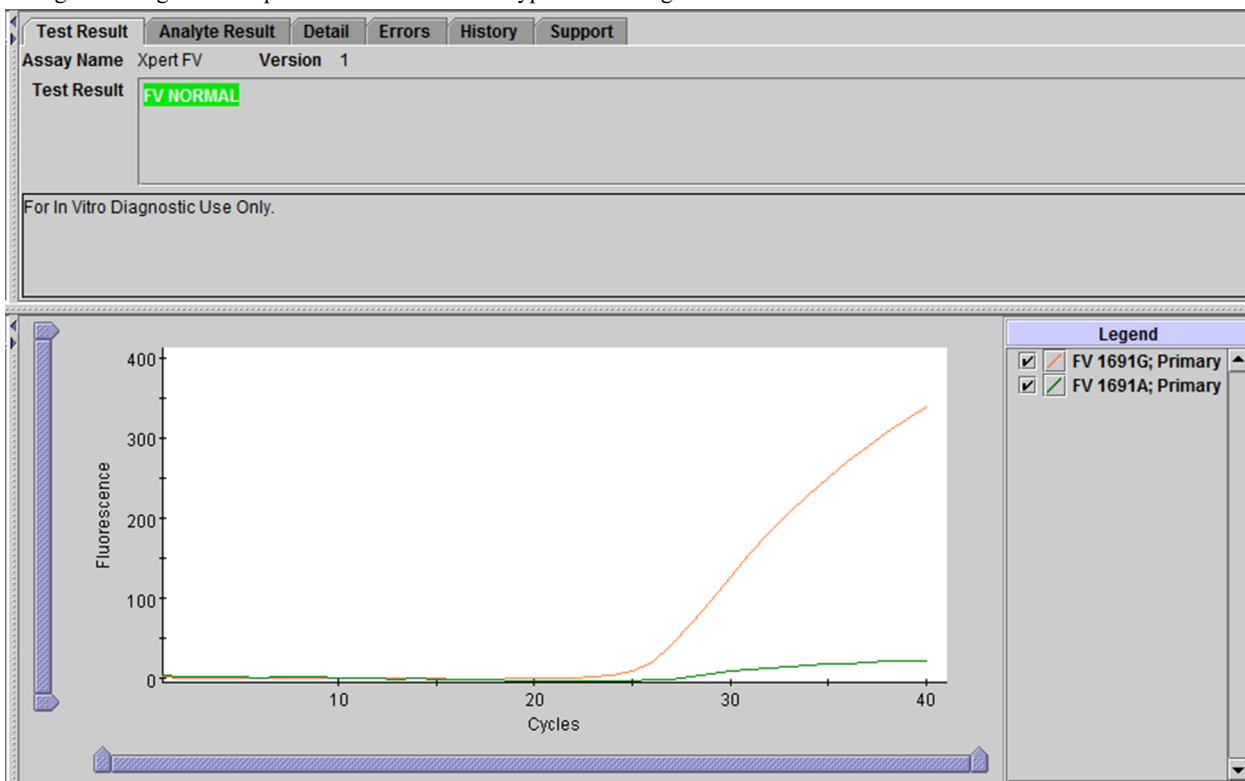 Test Result Analyte Result Detail Errors History Support
Assay Name Xpert FV Version 1
Test Result FV NORMAL
For In Vitro Diagnostic Use Only.
400
300
200
100
0
Fluorescence
10 20 30 40
Cycles
Legend
FV 1691G; Primary
FV 1691A; Primary